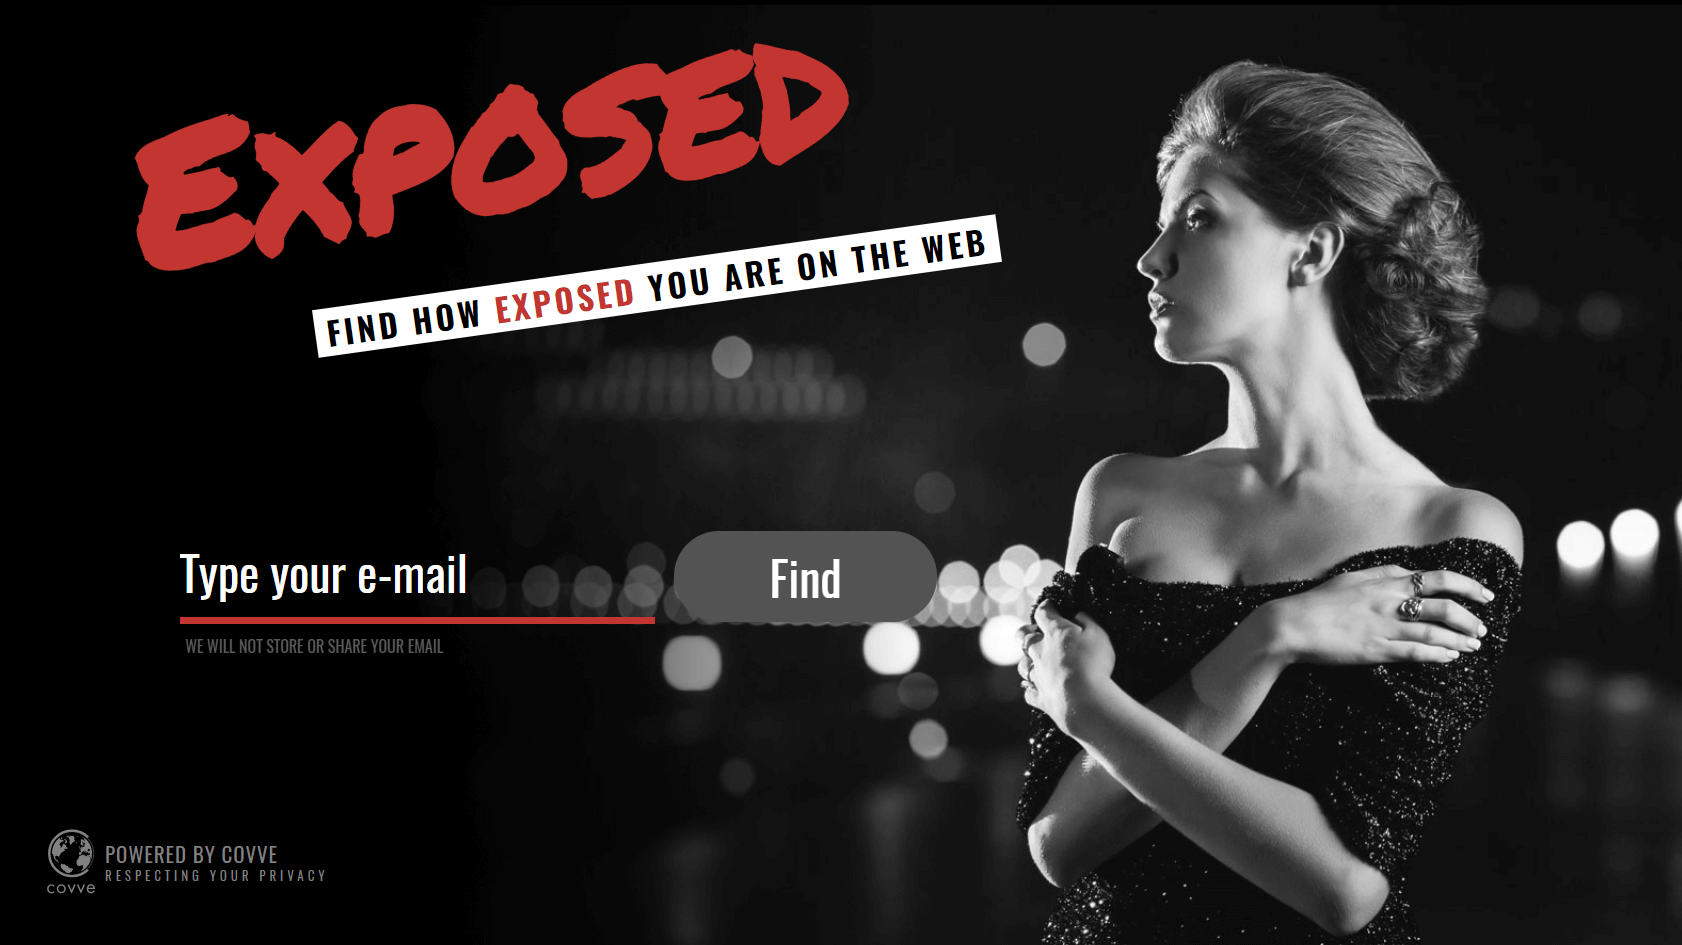 EXPOSED
FIND HOW EXPOSED YOU ARE ON THE WEB
Type your e-mail
Find
WE WILL NOT STORE OR SHARE YOUR EMAIL
POWERED BY COVVE
RESPECTING YOUR PRIVACY
covve